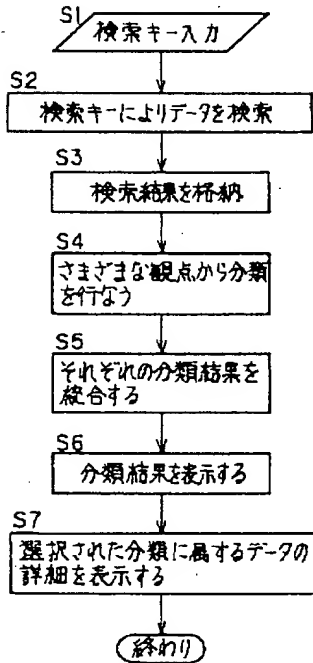 S1
検索キー入力
S2
検索キーによりデータを検索
S3
検索結果を格納
S4
さまざまな観点から分類
を行なう
S5
それぞれの分類結果を
統合する
S6
分類結果を表示する
S7
選択された分類に属するデータの
詳細を表示する
終わり